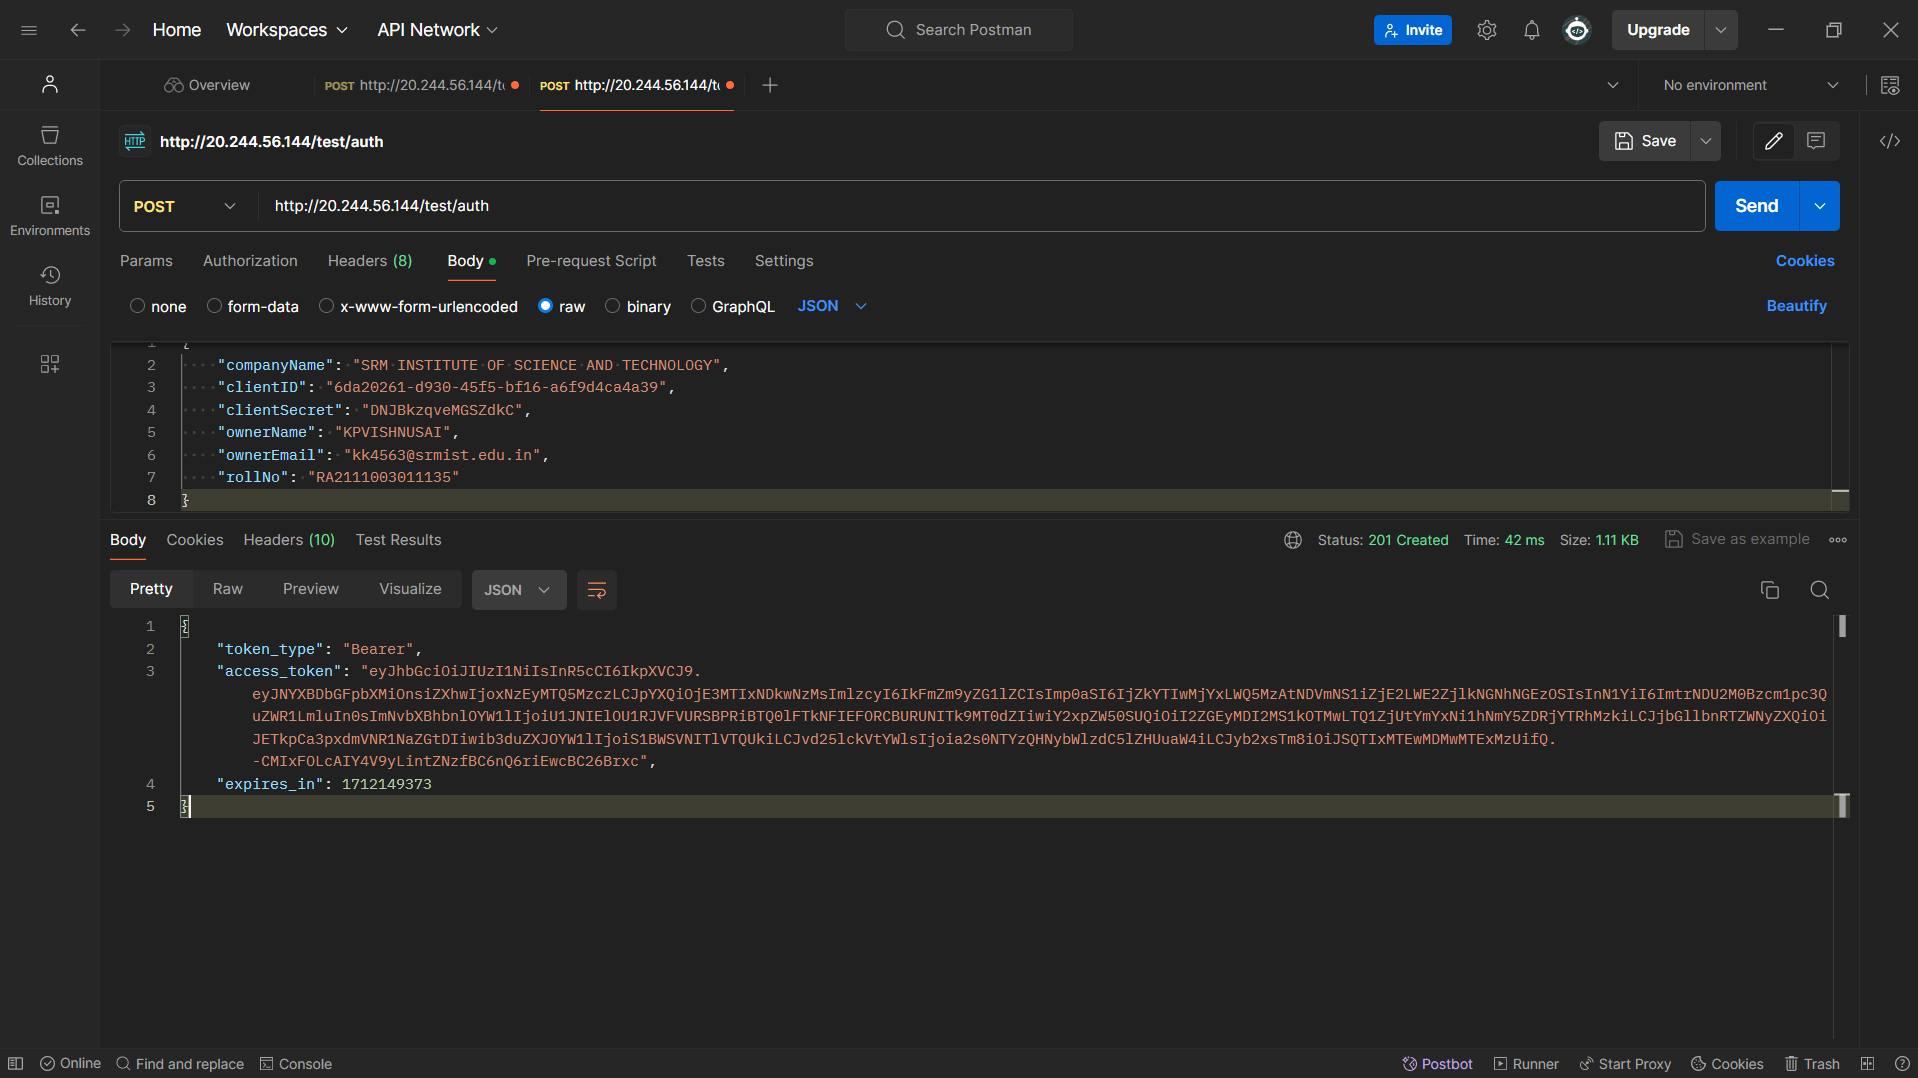 Home Workspaces API Network Search Postman Invite Upgrade
Overview POST http://20.244.56.144/t POST http://20.244.56.144/t No environment
HTTP http://20.244.56.144/test/auth Save
Collections
POST http://20.244.56.144/test/auth Send
Environments
Params Authorization Headers (8) Body Pre-request Script Tests Settings Cookies
History
none form-data x-www-form-urlencoded raw binary GraphQL JSON Beautify
1 {
2 "companyName": "SRM INSTITUTE OF SCIENCE AND TECHNOLOGY",
3 "clientID": "6da20261-d930-45f5-bf16-a6f9d4ca4a39",
4 "clientSecret": "DNJBkzqveMGSZdkC",
5 "ownerName": "KPVISHNUSAI",
6 "ownerEmail": "kk4563@srmist.edu.in",
7 "rollNo": "RA2111003011135"
8 }
Body Cookies Headers (10) Test Results Status: 201 Created Time: 42 ms Size: 1.11 KB Save as example
Pretty Raw Preview Visualize JSON
1 {
2 "token_type": "Bearer",
3 "access_token": "eyJhbGciOiJIUzI1NiIsInR5cCI6IkpXVCJ9.
eyJNYXBDbGFpbXMiOnsiZXhwIjoxNzEyMTQ5MzczLCJpYXQiOjE3MTIxNDkwNzMsImlzcyI6IkFmZm9yZG1lZCIsImp0aSI6IjZkYTIwMjYxLWQ5MzAtNDVmNS1iZjE2LWE2ZjlkNGNhNGEzOSIsInN1YiI6ImtrNDU2M0Bzcm1pc3Q
uZWR1LmluIn0sImNvbXBhbnlOYW1lIjoiU1JNIElOU1RJVFVURSBPRiBTQ0lFTkNFIEFORCBURUNITk9MT0dZIiwiY2xpZW50SUQiOiI2ZGEyMDI2MS1kOTMwLTQ1ZjUtYmYxNi1hNmY5ZDRjYTRhMzkiLCJjbGllbnRTZWNyZXQiOi
JETkpCa3pxdmVNR1NaZGtDIiwib3duZXJOYW1lIjoiS1BWSVNITlVTQUkiLCJvd25lckVtYWlsIjoia2s0NTYzQHNybWlzdC5lZHUuaW4iLCJyb2xsTm8iOiJSQTIxMTEwMDMwMTExMzUifQ.
-CMIxFOLcAIY4V9yLintZNzfBC6nQ6riEwcBC26Brxc",
4 "expires_in": 1712149373
5 }
Online Find and replace Console Postbot Runner Start Proxy Cookies Trash